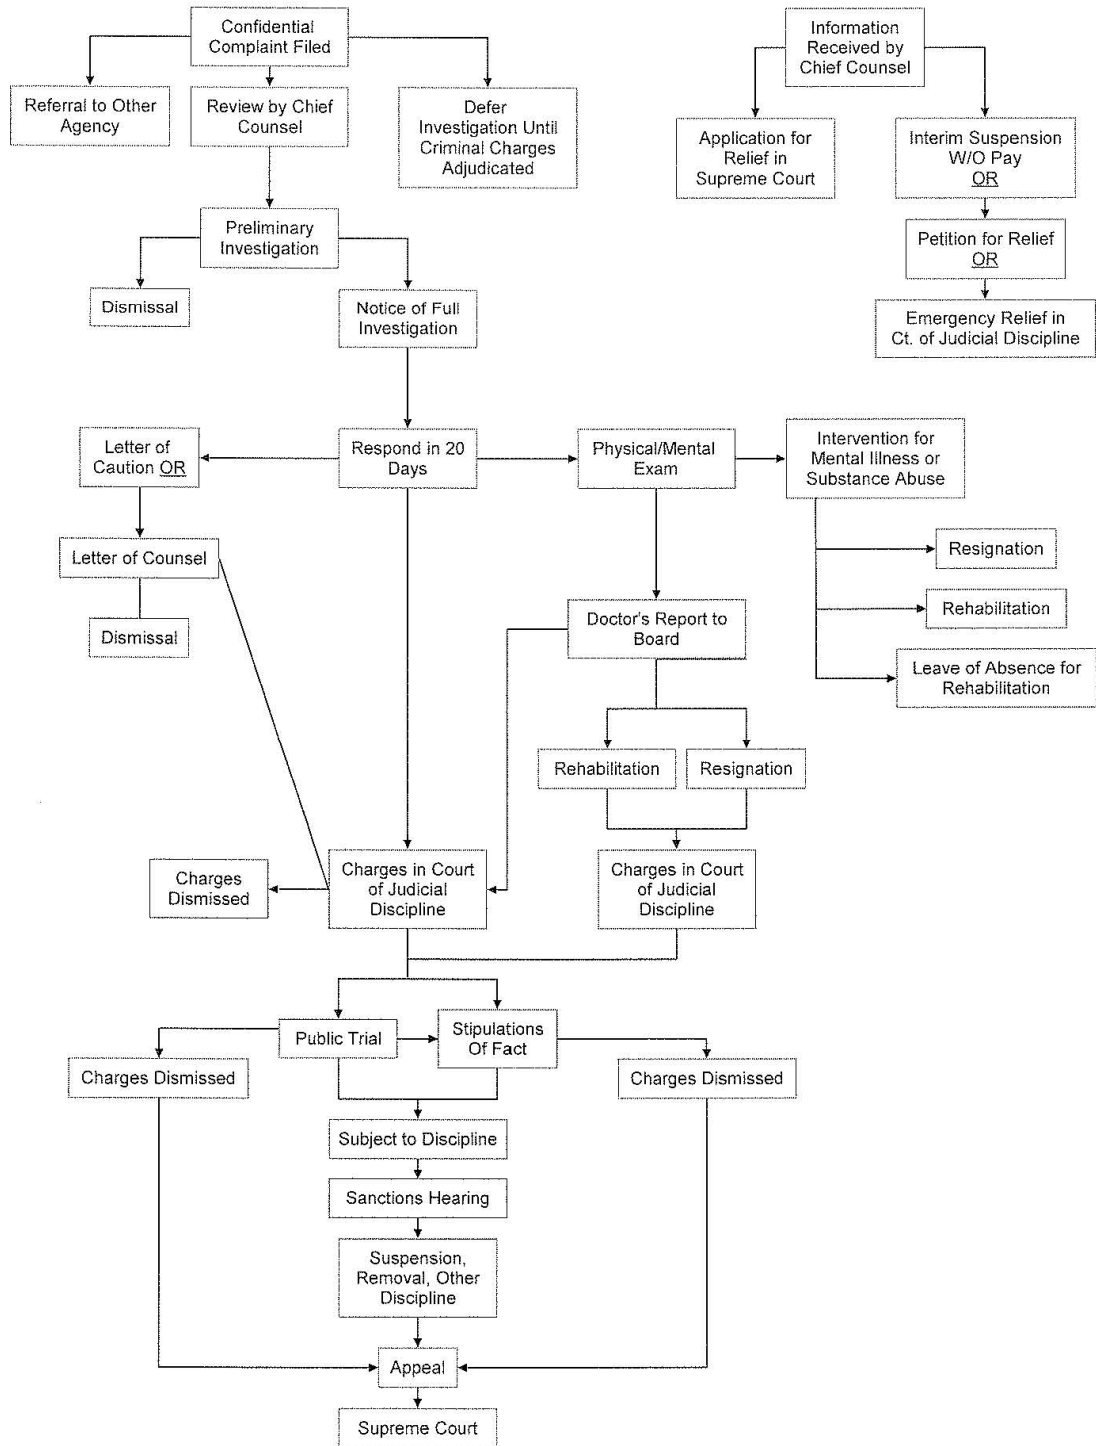 Confidential
Complaint Filed
Information
Received by
Chief Counsel
Referral to Other
Agency
Review by Chief
Counsel
Defer
Investigation Until
Criminal Charges
Adjudicated
Application for
Relief in
Supreme Court
Interim Suspension
W/O Pay
OR
Preliminary
Investigation
Petition for Relief
OR
Dismissal
Notice of Full
Investigation
Emergency Relief in
Ct. of Judicial Discipline
Letter of
Caution OR
Respond in 20
Days
Physical/Mental
Exam
Intervention for
Mental Illness or
Substance Abuse
Letter of Counsel
Resignation
Dismissal
Doctor's Report to
Board
Rehabilitation
Leave of Absence for
Rehabilitation
Rehabilitation
Resignation
Charges
Dismissed
Charges in Court
of Judicial
Discipline
Charges in Court
of Judicial
Discipline
Public Trial
Stipulations
Of Fact
Charges Dismissed
Charges Dismissed
Subject to Discipline
Sanctions Hearing
Suspension,
Removal, Other
Discipline
Appeal
Supreme Court